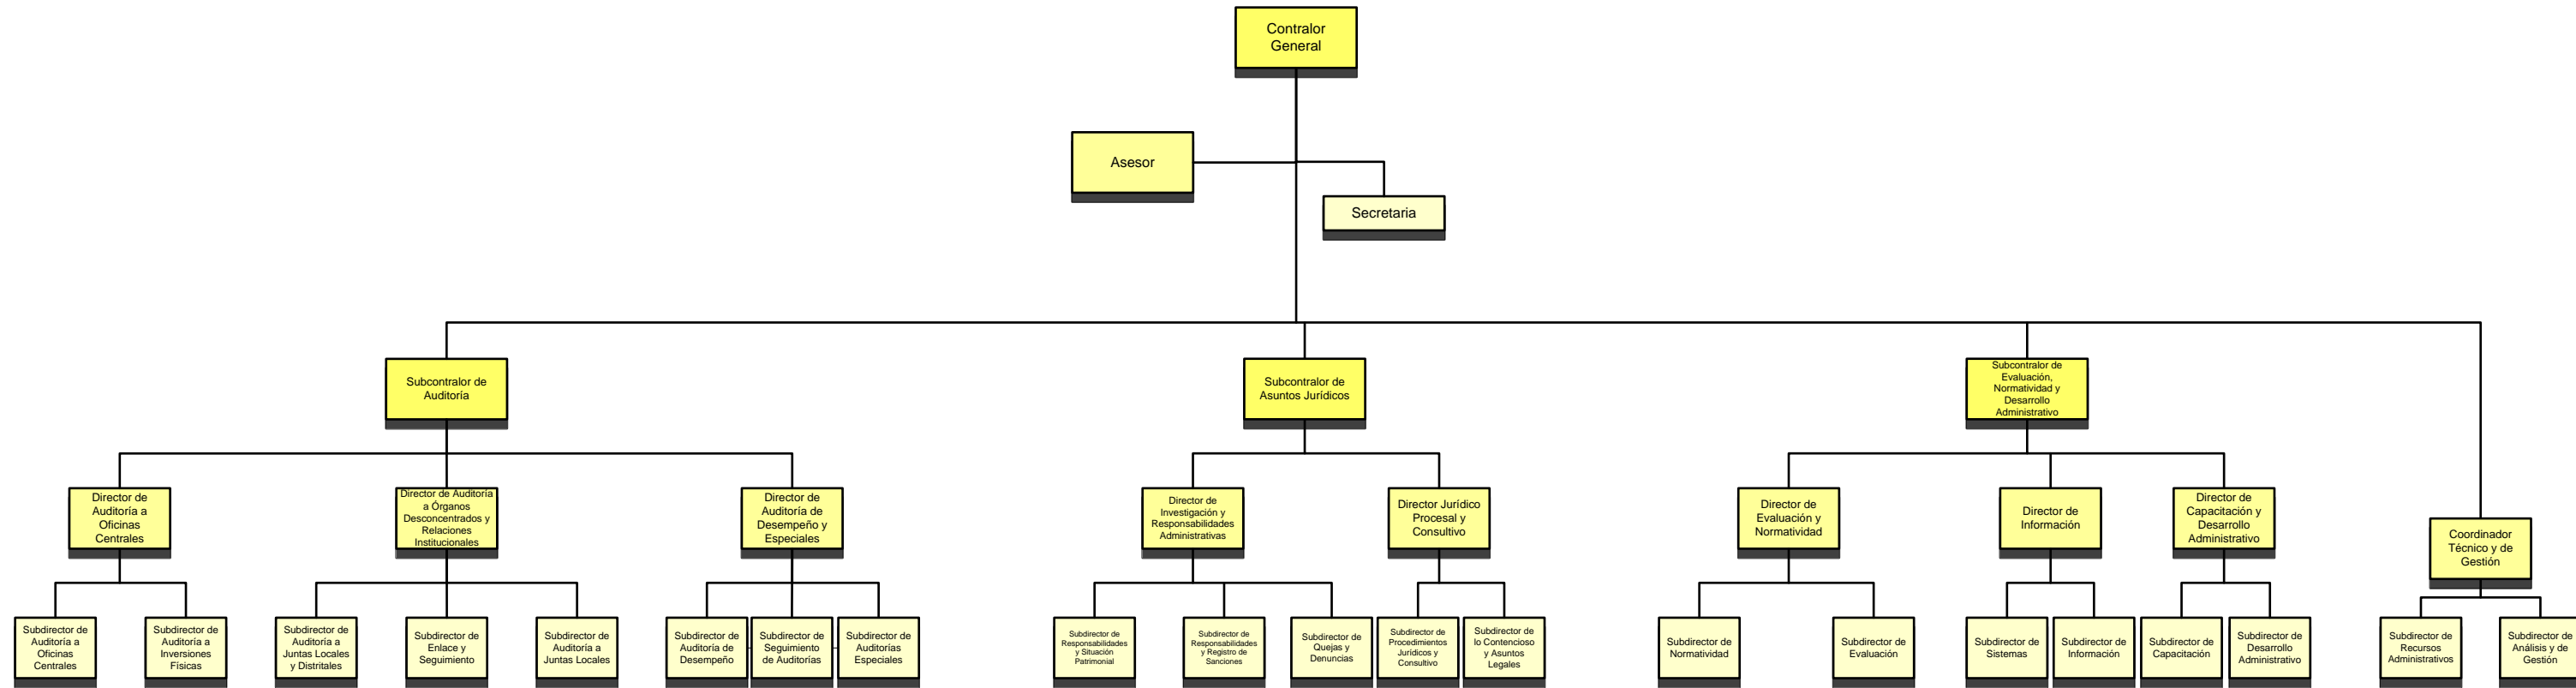 Contralor
General
Asesor
Secretaria
Subcontralor de
Auditoría
Subcontralor de
Asuntos Jurídicos
Subcontralor de
Evaluación,
Normatividad y
Desarrollo
Administrativo
Director de
Auditoría a
Oficinas
Centrales
Director de Auditoría
a Órganos
Desconcentrados y
Relaciones
Institucionales
Director de
Auditoría de
Desempeño y
Especiales
Director de
Investigación y
Responsabilidades
Administrativas
Director Jurídico
Procesal y
Consultivo
Director de
Evaluación y
Normatividad
Director de
Información
Director de
Capacitación y
Desarrollo
Administrativo
Coordinador
Técnico y de
Gestión
Subdirector de
Auditoría a
Oficinas
Centrales
Subdirector de
Auditoría a
Inversiones
Físicas
Subdirector de
Auditoría a
Juntas Locales
y Distritales
Subdirector de
Enlace y
Seguimiento
Subdirector de
Auditoría a
Juntas Locales
Subdirector de
Auditoría de
Desempeño
Subdirector de
Seguimiento
de Auditorías
Subdirector de
Auditorías
Especiales
Subdirector de
Responsabilidades
y Situación
Patrimonial
Subdirector de
Responsabilidades
y Registro de
Sanciones
Subdirector de
Quejas y
Denuncias
Subdirector de
Procedimientos
Jurídicos y
Consultivo
Subdirector de
lo Contencioso
y Asuntos
Legales
Subdirector de
Normatividad
Subdirector de
Evaluación
Subdirector de
Sistemas
Subdirector de
Información
Subdirector de
Capacitación
Subdirector de
Desarrollo
Administrativo
Subdirector de
Recursos
Administrativos
Subdirector de
Análisis y de
Gestión